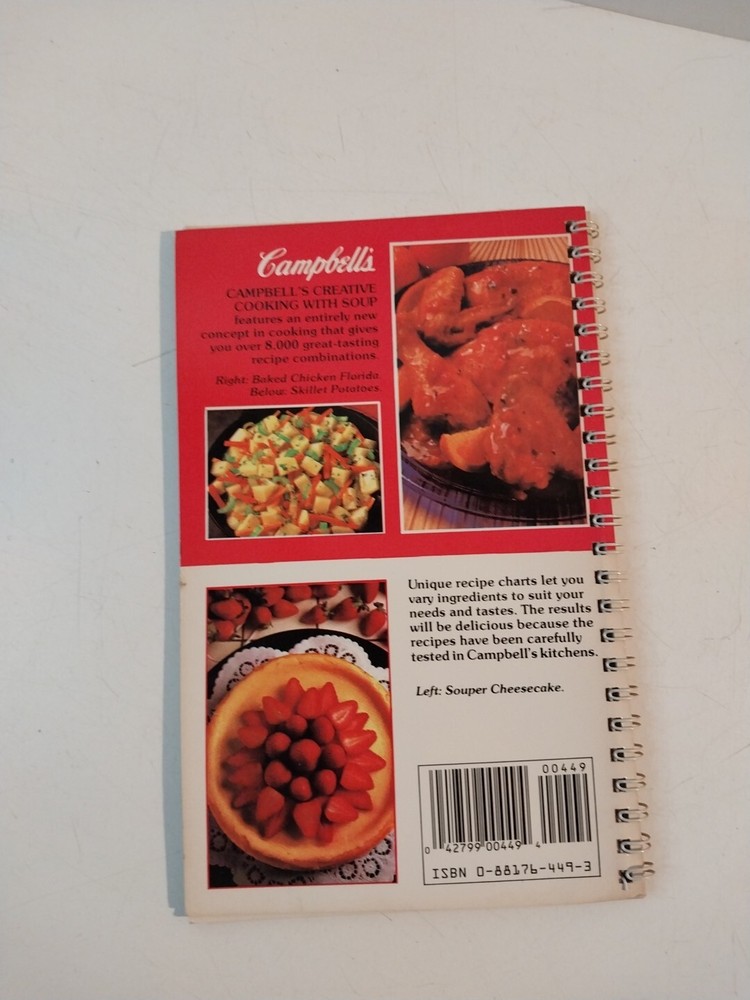 Campbell's
CAMPBELL'S CREATIVE
COOKING WITH SOUP
features an entirely new
concept in cooking that gives
you over 8,000 great-tasting
recipe combinations.
Right: Baked Chicken Florida.
Below: Skillet Potatoes.
Unique recipe charts let you
vary ingredients to suit your
needs and tastes. The results
will be delicious because the
recipes have been carefully
tested in Campbell's kitchens.
Left: Souper Cheesecake.
00449
0 42799 00449 4
ISBN 0-88176-449-3